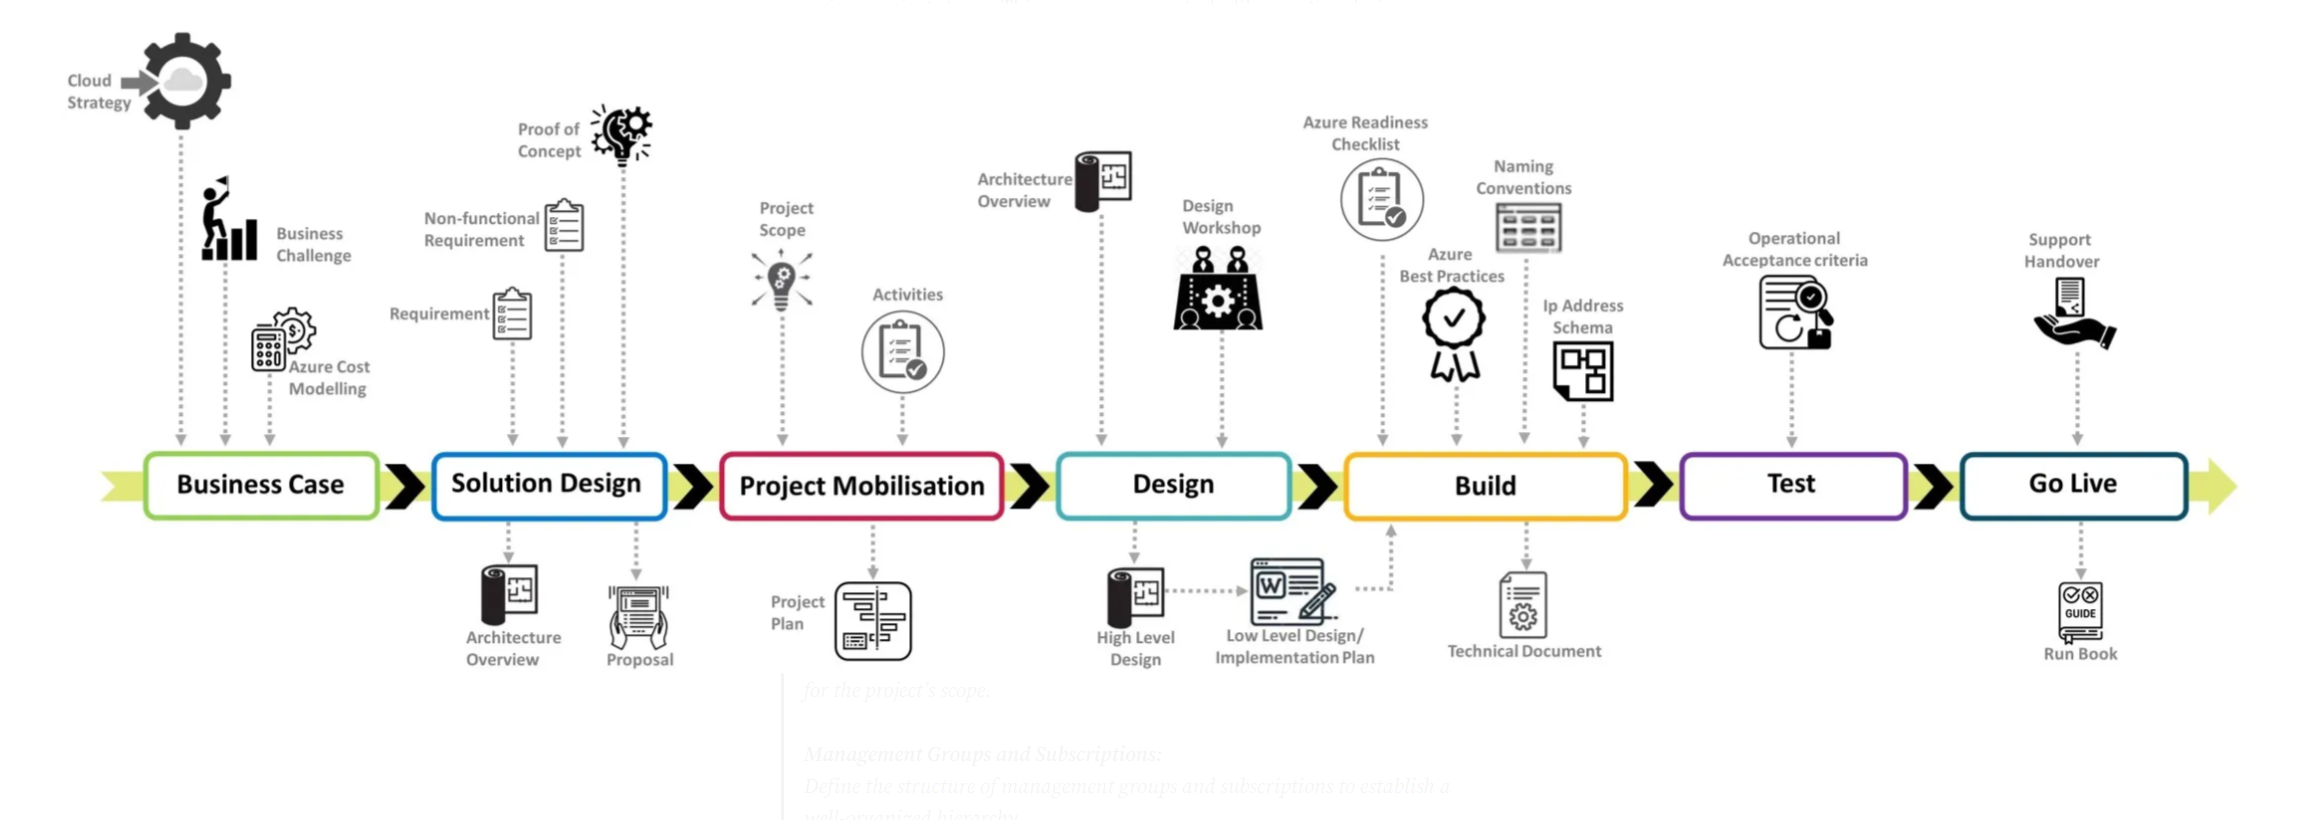 Cloud
Strategy
Business
Challenge
Azure Cost
Modelling
Requirement
Non-functional
Requirement
Proof of
Concept
Project
Scope
Activities
Architecture
Overview
Design
Workshop
Azure Readiness
Checklist
Azure
Best Practices
Naming
Conventions
Ip Address
Schema
Operational
Acceptance criteria
Support
Handover
Business Case
Solution Design
Project Mobilisation
Design
Build
Test
Go Live
Architecture
Overview
Proposal
Project
Plan
High Level
Design
W
Low Level Design/
Implementation Plan
Technical Document
GUIDE
Run Book
for the project's scope.
Management Groups and Subscriptions:
Define the structure of management groups and subscriptions to establish a
well-organized hierarchy